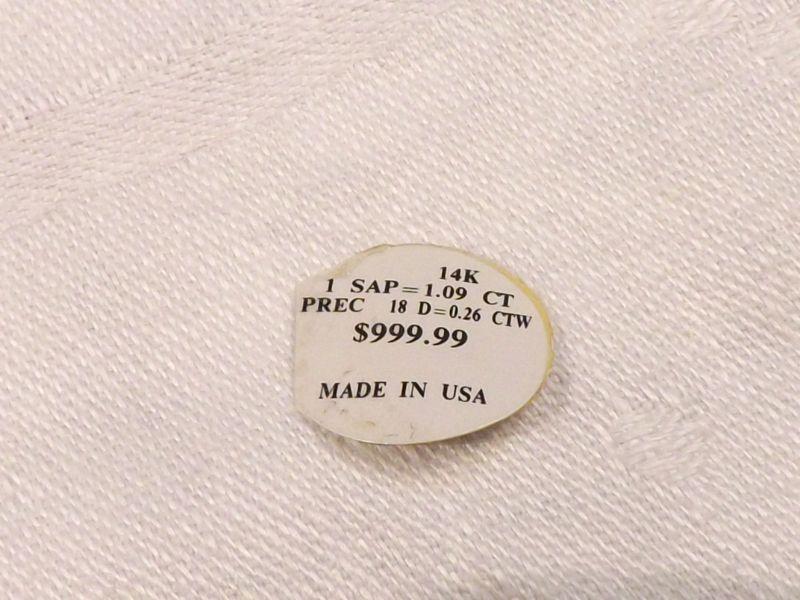 14K
1 SAP=1.09 CT
PREC 18 D=0.26 CTW
$999.99
MADE IN USA